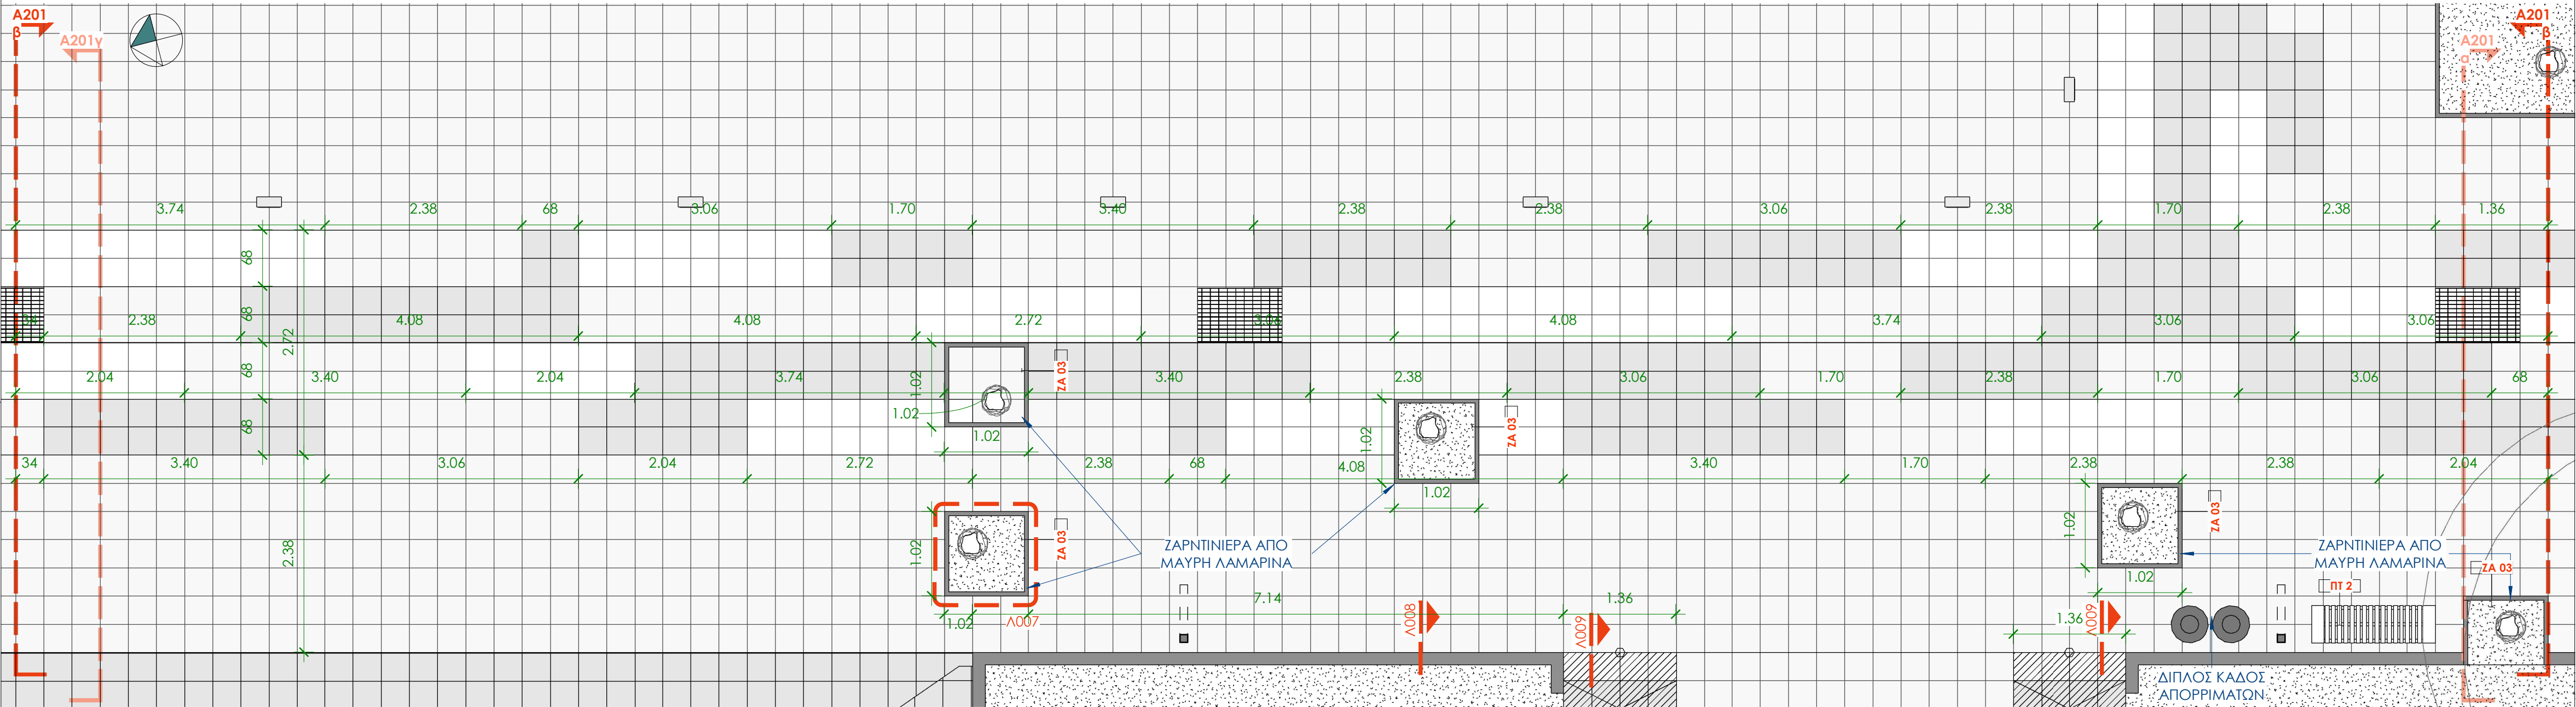 A201
β
A201γ
A201
β
A201
α
3.74 2.38 68 3.06 1.70 3.40 2.38 2.38 3.06 2.38 1.70 2.38 1.36
68
68
2.72
68
68
2.38
34 2.38 4.08 4.08 2.72 3.06 4.08 3.74 3.06 3.06
2.04 3.40 2.04 3.74 3.40 2.38 3.06 1.70 2.38 1.70 3.06 68
1.02
1.02
1.02
ZA 03
1.02
1.02
ZA 03
34 3.40 3.06 2.04 2.72 2.38 68 4.08 3.40 1.70 2.38 2.38 2.04
1.02
1.02
ZA 03
1.02
1.02
ZA 03
ΖΑΡΝΤΙΝΙΕΡΑ ΑΠΟ
ΜΑΥΡΗ ΛΑΜΑΡΙΝΑ
ΖΑΡΝΤΙΝΙΕΡΑ ΑΠΟ
ΜΑΥΡΗ ΛΑΜΑΡΙΝΑ
ZA 03
ΠΤ 2
7.14
1.36
1.36
1.02
Λ007
Λ008
Λ009
Λ009
ΔΙΠΛΟΣ ΚΑΔΟΣ
ΑΠΟΡΡΙΜΑΤΩΝ